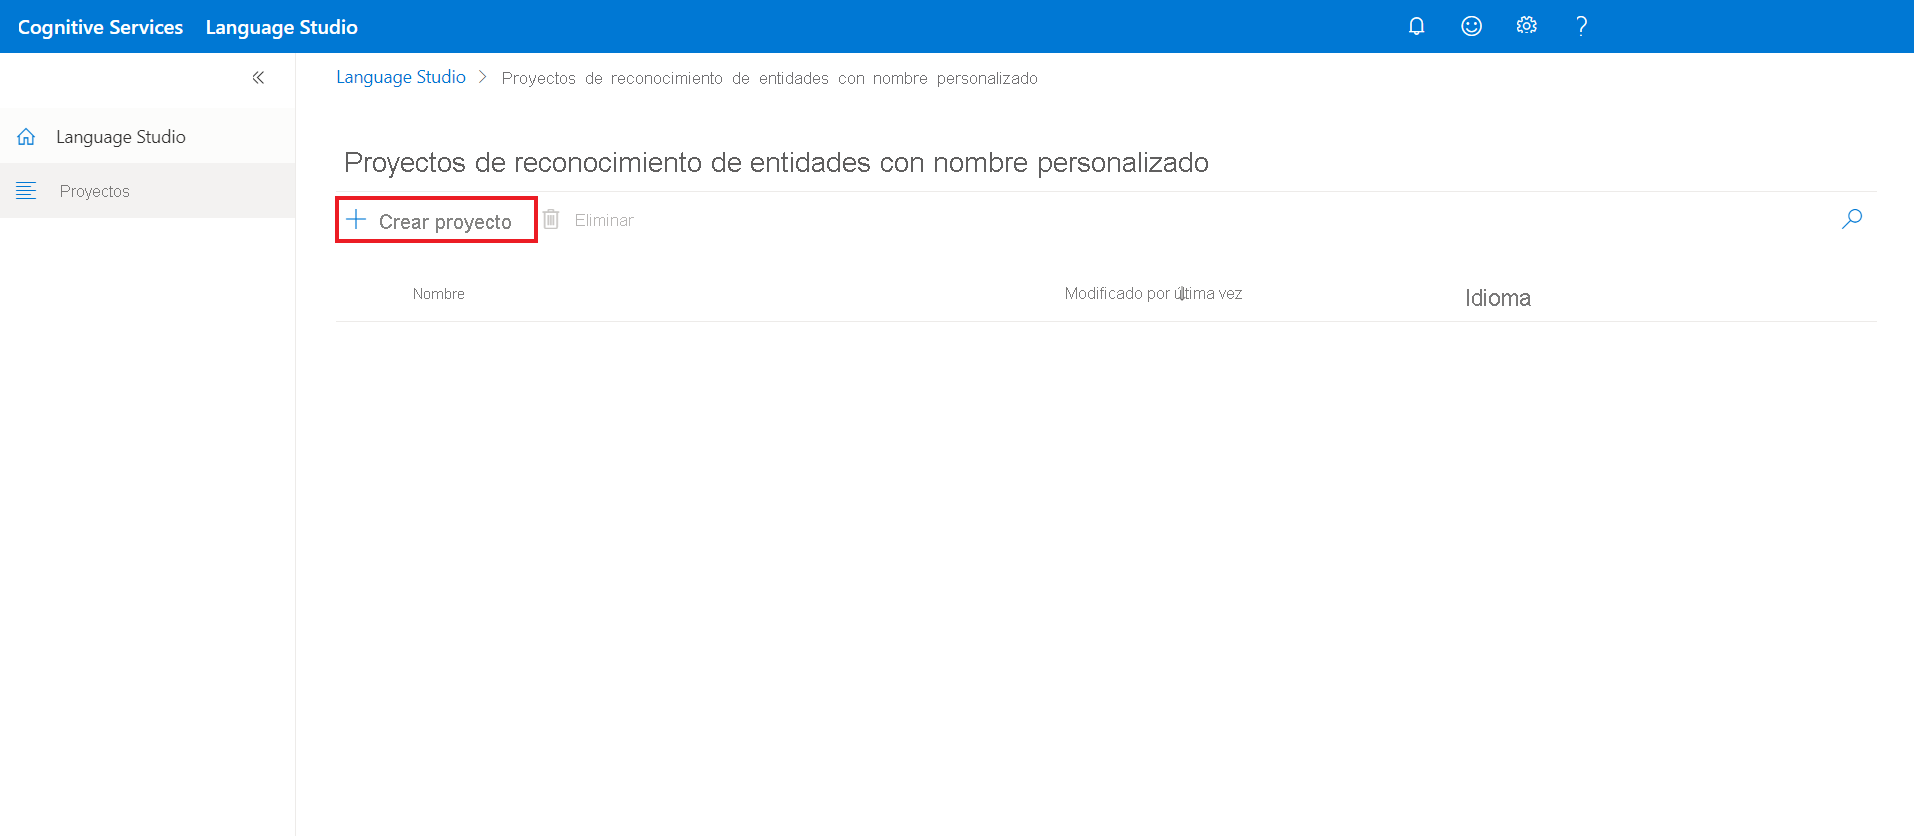 Cognitive Services Language Studio
Language Studio > Proyectos de reconocimiento de entidades con nombre personalizado
Language Studio
Proyectos
Proyectos de reconocimiento de entidades con nombre personalizado
Crear proyecto Eliminar
Nombre Modificado por última vez Idioma